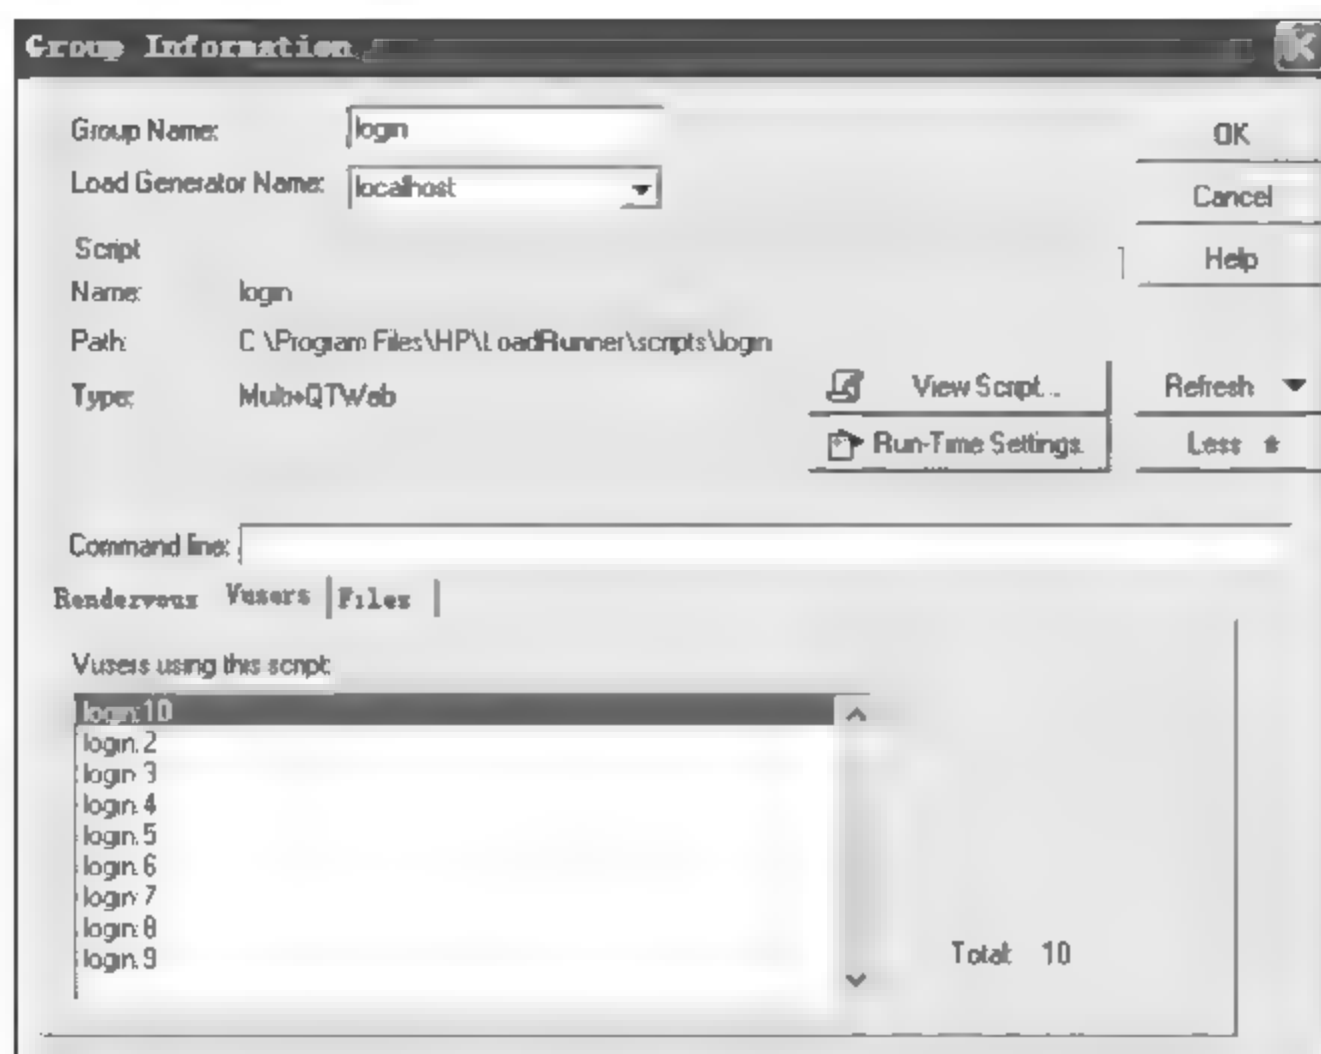 Group Information
Group Name: login
OK
Load Generator Name: localhost
Cancel
Script
Help
Name: login
Path: C:\Program Files\HP\LoadRunner\scripts\login
Type: Multi+QTWeb
View Script...
Refresh
Run-Time Settings
Less
Command line:
Rendezvous Vusers Files
Vusers using this script:
login:10
login:2
login:3
login:4
login:5
login:6
login:7
login:8
login:9
Total: 10